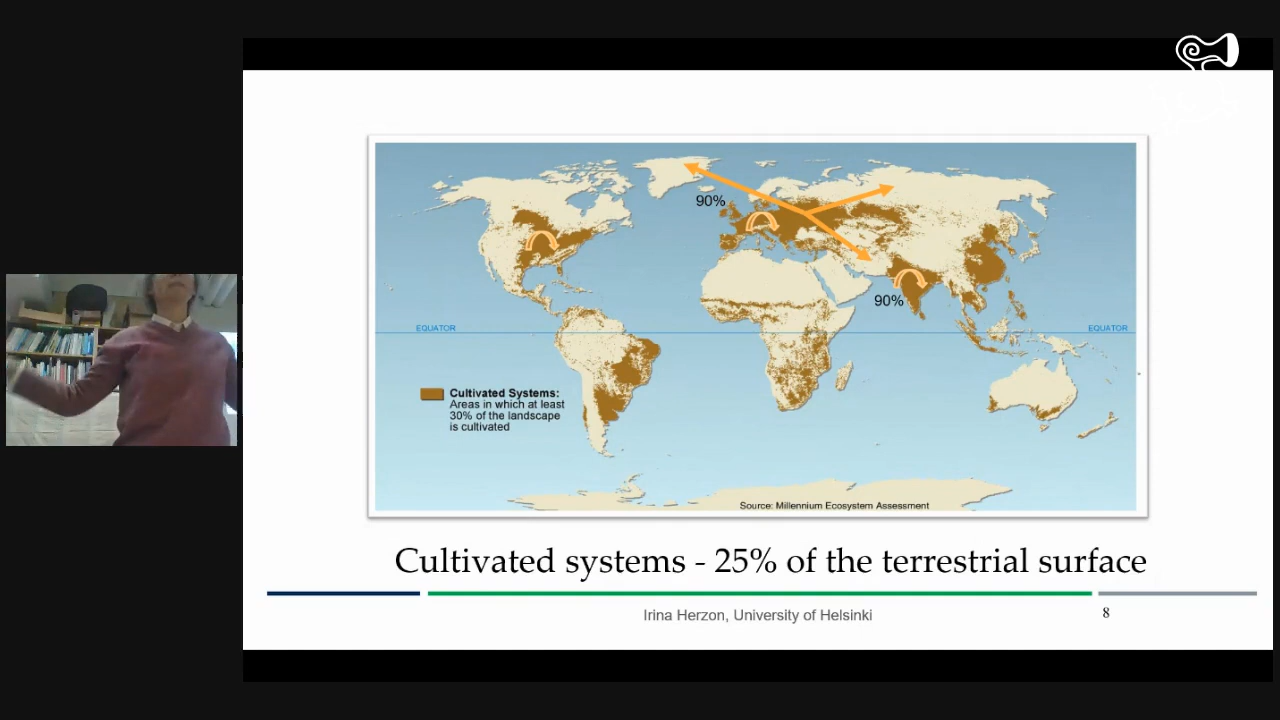 90%
90%
EQUATOR
EQUATOR
Cultivated Systems:
Areas in which at least
30% of the landscape
is cultivated
Source: Millennium Ecosystem Assessment
Cultivated systems - 25% of the terrestrial surface
Irina Herzon, University of Helsinki
8